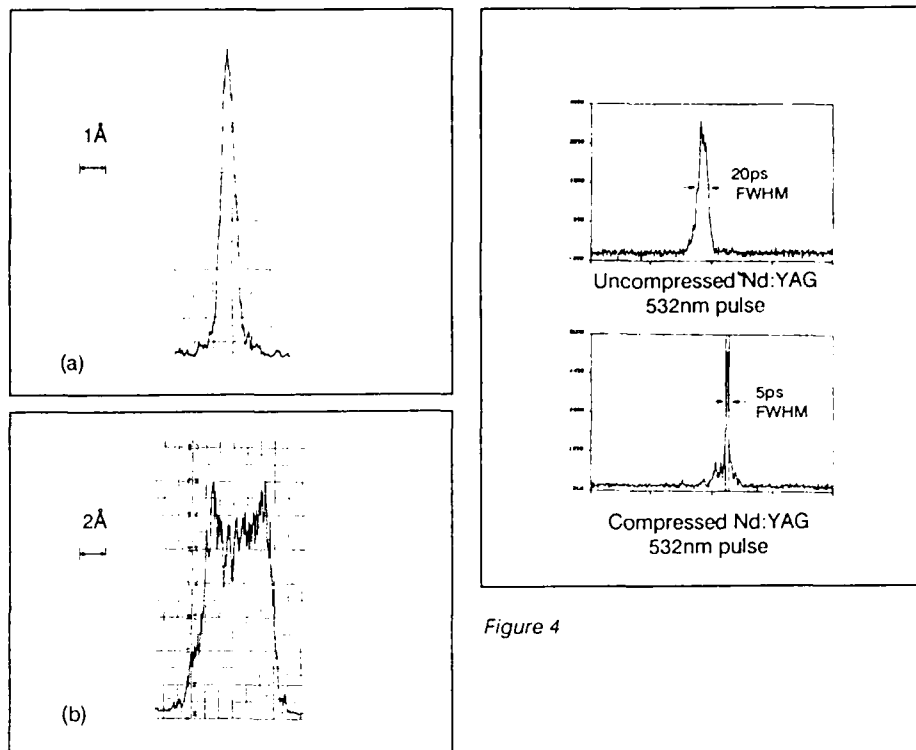 1Å
(a)
2Å
(b)
20ps
FWHM
Uncompressed Nd:YAG
532nm pulse
5ps
FWHM
Compressed Nd:YAG
532nm pulse
Figure 4